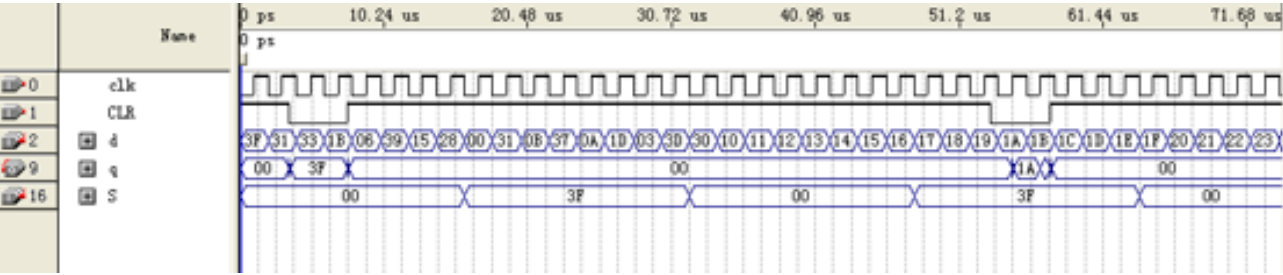 0 ps 10.24 us 20.48 us 30.72 us 40.96 us 51.2 us 61.44 us 71.68 us
Name
0 ps
0 clk
1 CLR
2 d 3F 31 33 1B 06 39 15 28 00 31 0B 37 0A 1D 03 3D 30 10 11 12 13 14 15 16 17 18 19 1A 1B 1C 1D 1E 1F 20 21 22 23
9 q 00 3F 00 1A 00
16 S 00 3F 00 3F 00